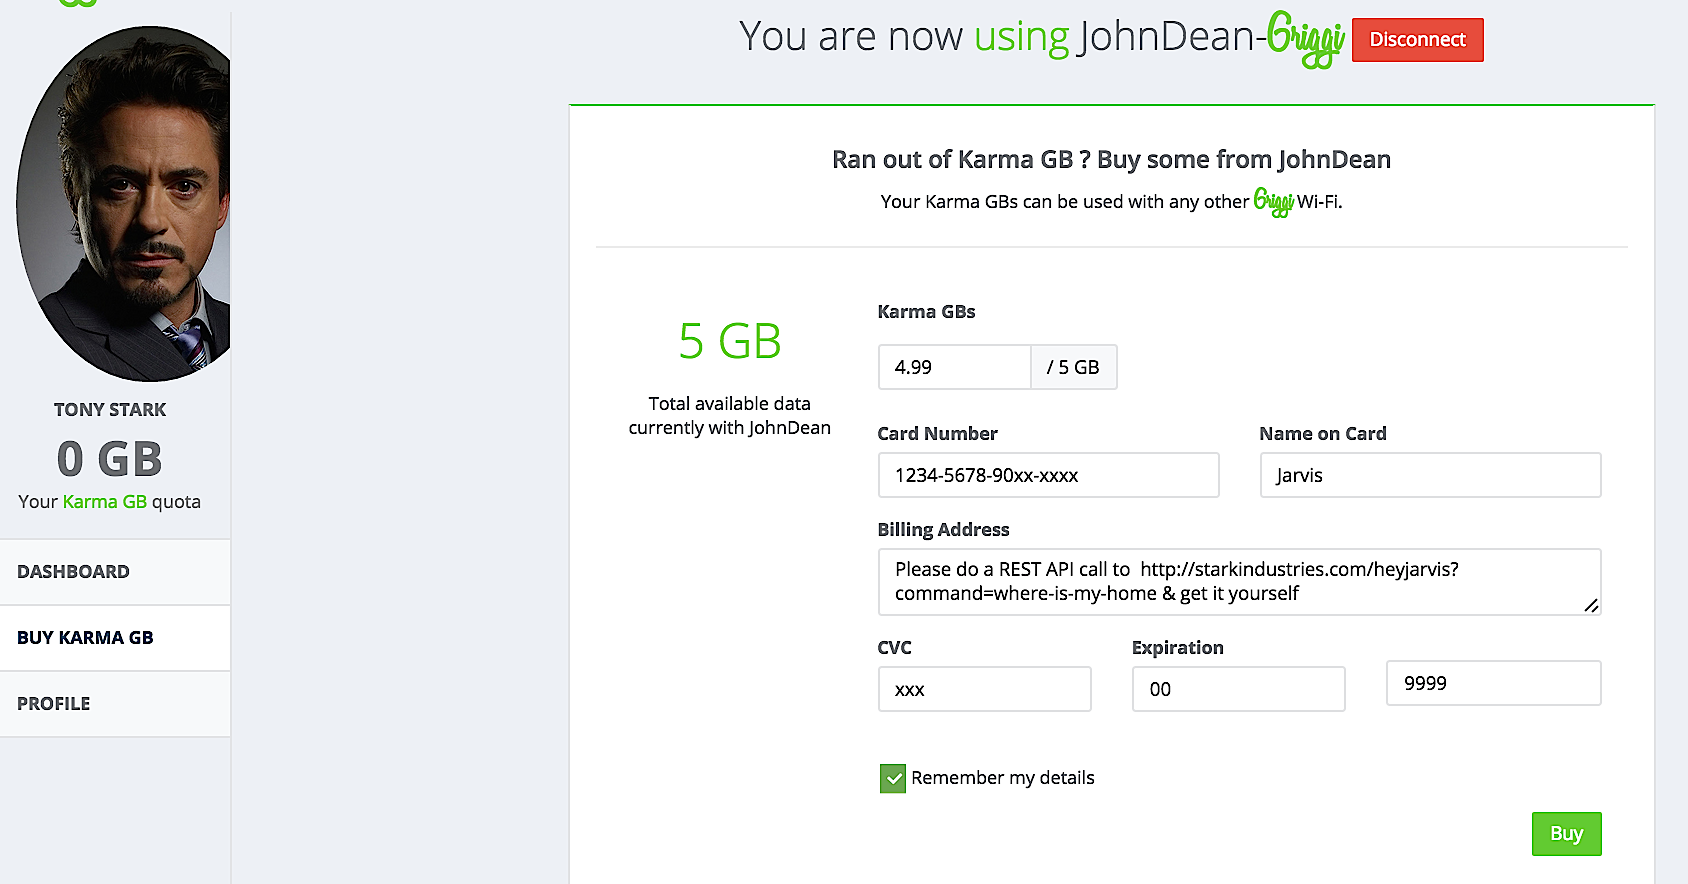 You are now using JohnDean-Griggi Disconnect
Ran out of Karma GB ? Buy some from JohnDean
Your Karma GBs can be used with any other Griggi Wi-Fi.
TONY STARK
0 GB
Your Karma GB quota
DASHBOARD
BUY KARMA GB
PROFILE
5 GB
Total available data
currently with JohnDean
Karma GBs
4.99 / 5 GB
Card Number Name on Card
1234-5678-90xx-xxxx Jarvis
Billing Address
Please do a REST API call to  http://starkindustries.com/heyjarvis?
command=where-is-my-home & get it yourself
CVC Expiration
xxx 00 9999
Remember my details
Buy